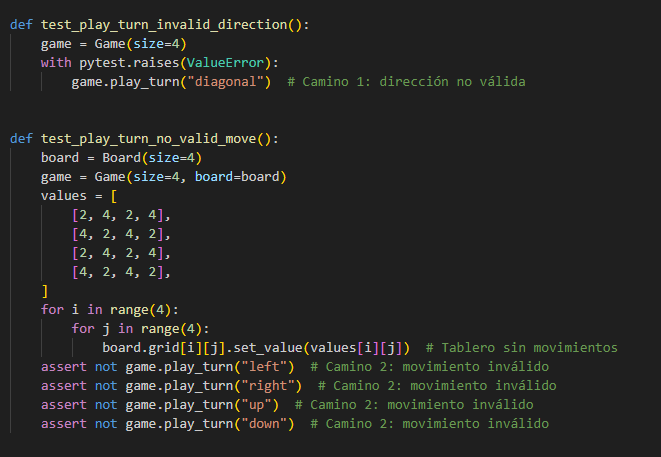 def test_play_turn_invalid_direction():
    game = Game(size=4)
    with pytest.raises(ValueError):
        game.play_turn("diagonal")  # Camino 1: dirección no válida
def test_play_turn_no_valid_move():
    board = Board(size=4)
    game = Game(size=4, board=board)
    values = [
        [2, 4, 2, 4],
        [4, 2, 4, 2],
        [2, 4, 2, 4],
        [4, 2, 4, 2],
    ]
    for i in range(4):
        for j in range(4):
            board.grid[i][j].set_value(values[i][j])  # Tablero sin movimientos
    assert not game.play_turn("left")  # Camino 2: movimiento inválido
    assert not game.play_turn("right")  # Camino 2: movimiento inválido
    assert not game.play_turn("up")  # Camino 2: movimiento inválido
    assert not game.play_turn("down")  # Camino 2: movimiento inválido